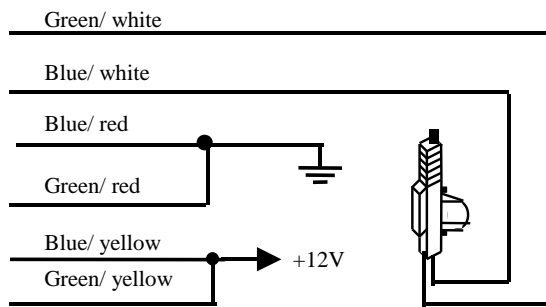 Green/ white
Blue/ white
Blue/ red
Green/ red
Blue/ yellow
+12V
Green/ yellow